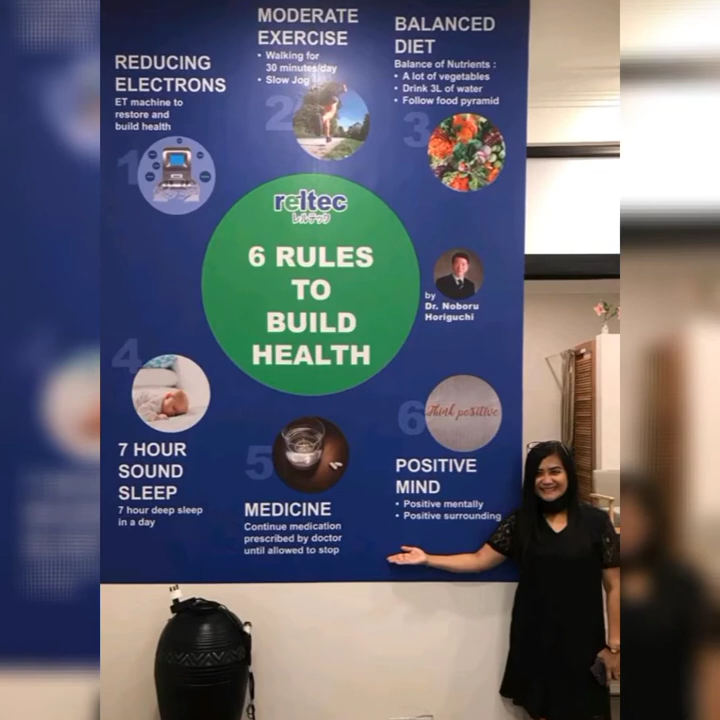 MODERATE
EXERCISE
• Walking for
30 minutes/day
• Slow Jog
2
BALANCED
DIET
Balance of Nutrients :
• A lot of vegetables
• Drink 3L of water
• Follow food pyramid
3
REDUCING
ELECTRONS
ET machine to
restore and
build health
1
reltec
レルテック
6 RULES
TO
BUILD
HEALTH
by
Dr. Noboru
Horiguchi
4
7 HOUR
SOUND
SLEEP
7 hour deep sleep
in a day
5
MEDICINE
Continue medication
prescribed by doctor
until allowed to stop
6
Think positive
POSITIVE
MIND
• Positive mentally
• Positive surrounding